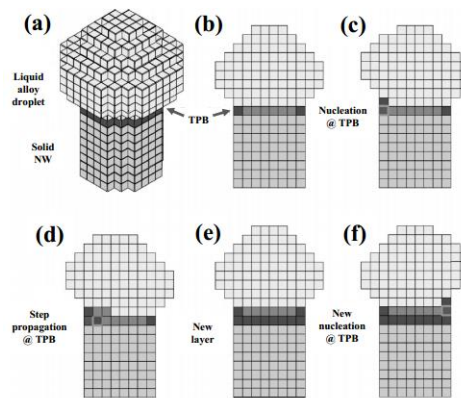 (a)
(b)
(c)
Liquid
alloy
droplet
Solid
NW
TPB
Nucleation
@ TPB
(d)
(e)
(f)
Step
propagation
@ TPB
New
layer
New
nucleation
@ TPB